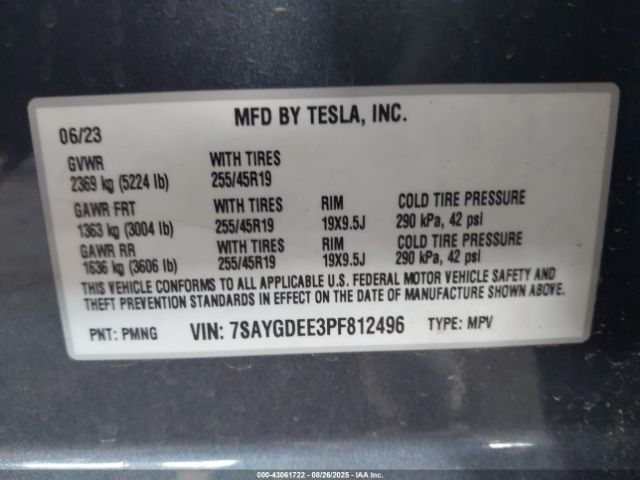 MFD BY TESLA, INC.
06/23
GVWR WITH TIRES
2369 kg (5224 lb) 255/45R19
GAWR FRT WITH TIRES RIM COLD TIRE PRESSURE
1363 kg (3004 lb) 255/45R19 19X9.5J 290 kPa, 42 psi
GAWR RR WITH TIRES RIM COLD TIRE PRESSURE
1636 kg (3606 lb) 255/45R19 19X9.5J 290 kPa, 42 psi
THIS VEHICLE CONFORMS TO ALL APPLICABLE U.S. FEDERAL MOTOR VEHICLE SAFETY AND
THEFT PREVENTION STANDARDS IN EFFECT ON THE DATE OF MANUFACTURE SHOWN ABOVE.
PNT: PMNG VIN: 7SAYGDEE3PF812496 TYPE: MPV
000-43061722 - 08/26/2025 - IAA Inc.